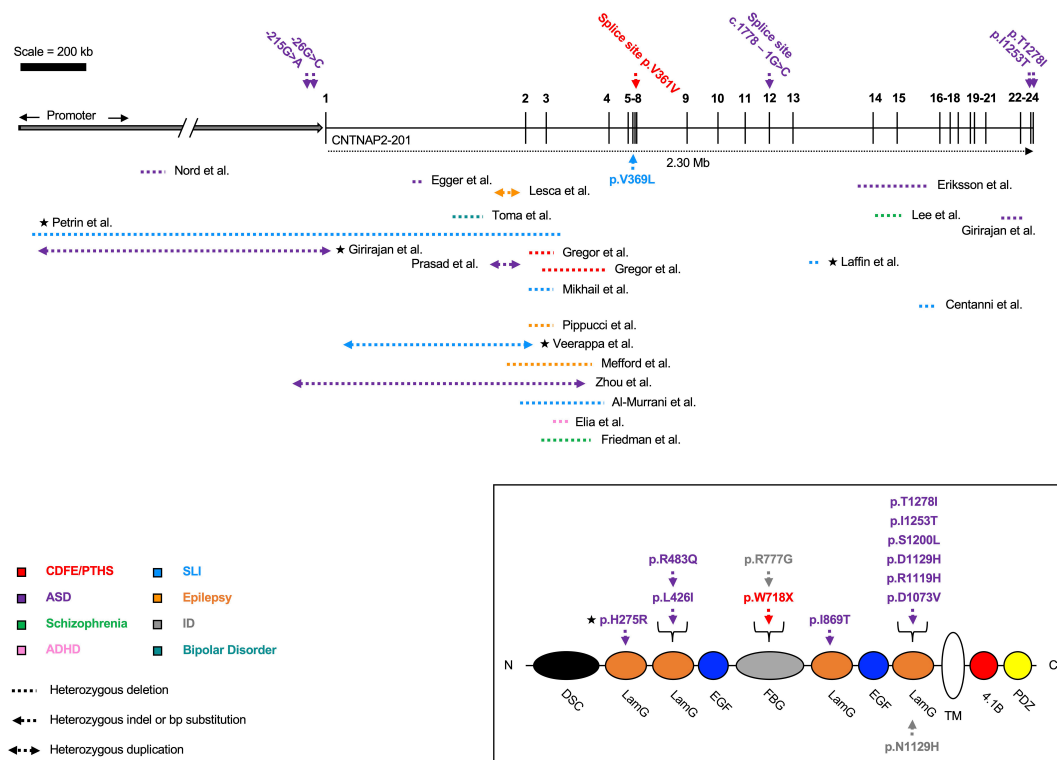 Scale = 200 kb
-215G>A
-26G>C
Splice site p.V361V
Splice site
c.1778 – 1G>C
p.I1253T
p.T1278I
Promoter
1
2
3
4
5-8
9
10
11
12
13
14
15
16-18
19-21
22-24
CNTNAP2-201
2.30 Mb
Nord et al.
Egger et al.
p.V369L
Eriksson et al.
Lesca et al.
★ Petrin et al.
Toma et al.
Lee et al.
Girirajan et al.
★ Girirajan et al.
Gregor et al.
Prasad et al.
Gregor et al.
★ Laffin et al.
Mikhail et al.
Centanni et al.
Pippucci et al.
★ Veerappa et al.
Mefford et al.
Zhou et al.
Al-Murrani et al.
Elia et al.
Friedman et al.
CDFE/PTHS
SLI
ASD
Epilepsy
Schizophrenia
ID
ADHD
Bipolar Disorder
Heterozygous deletion
Heterozygous indel or bp substitution
Heterozygous duplication
p.T1278I
p.I1253T
p.S1200L
p.D1129H
p.R1119H
p.D1073V
p.R483Q
p.R777G
p.L426I
p.W718X
★ p.H275R
p.I869T
N
C
DSC
LamG
LamG
EGF
FBG
LamG
EGF
LamG
TM
4.1B
PDZ
p.N1129H